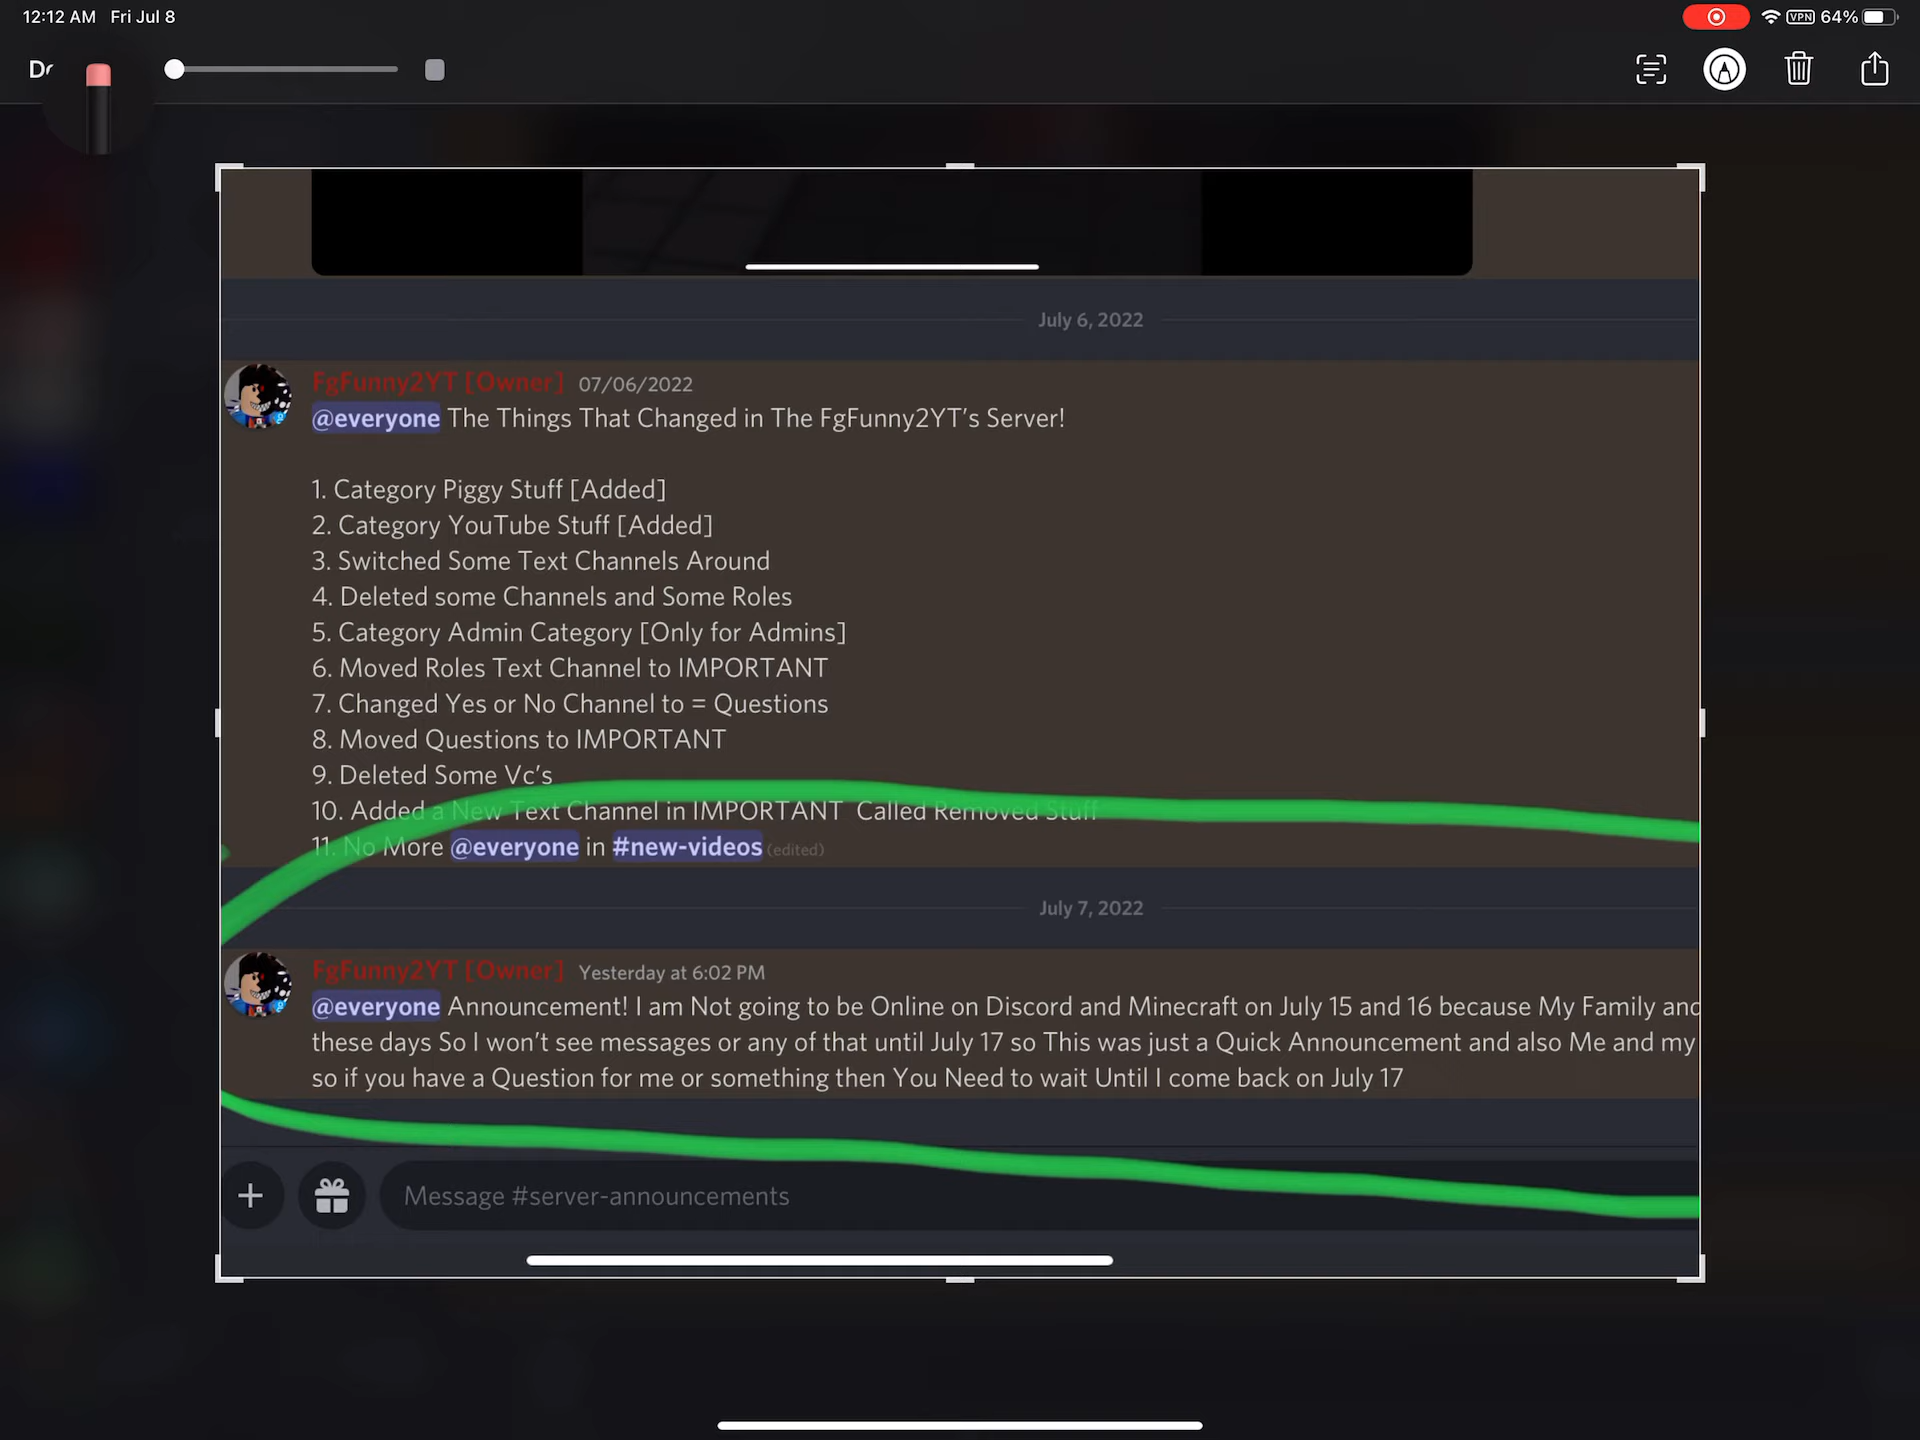 12:12 AM Fri Jul 8
VPN 64%
July 6, 2022
FgFunny2YT [Owner] 07/06/2022
@everyone The Things That Changed in The FgFunny2YT's Server!
1. Category Piggy Stuff [Added]
2. Category YouTube Stuff [Added]
3. Switched Some Text Channels Around
4. Deleted some Channels and Some Roles
5. Category Admin Category [Only for Admins]
6. Moved Roles Text Channel to IMPORTANT
7. Changed Yes or No Channel to = Questions
8. Moved Questions to IMPORTANT
9. Deleted Some Vc's
10. Added a New Text Channel in IMPORTANT Called Removed Stuff
11. No More @everyone in #new-videos (edited)
July 7, 2022
FgFunny2YT [Owner] Yesterday at 6:02 PM
@everyone Announcement! I am Not going to be Online on Discord and Minecraft on July 15 and 16 because My Family and
these days So I won't see messages or any of that until July 17 so This was just a Quick Announcement and also Me and my
so if you have a Question for me or something then You Need to wait Until I come back on July 17
Message #server-announcements